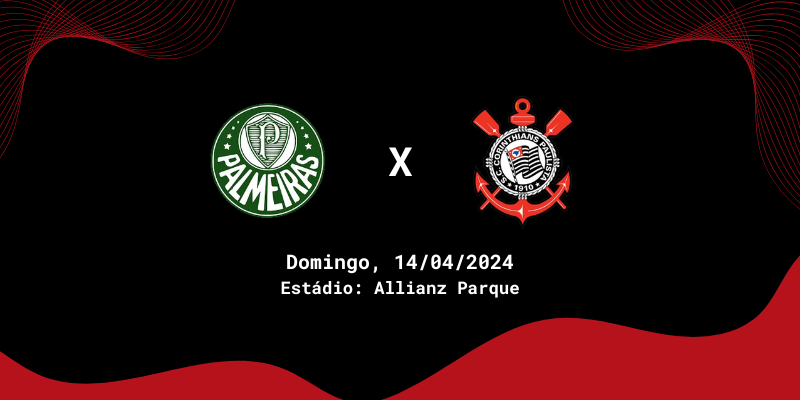 P
PALMEIRAS
X
S.C. CORINTHIANS PAULISTA
1910
Domingo, 14/04/2024
Estádio: Allianz Parque